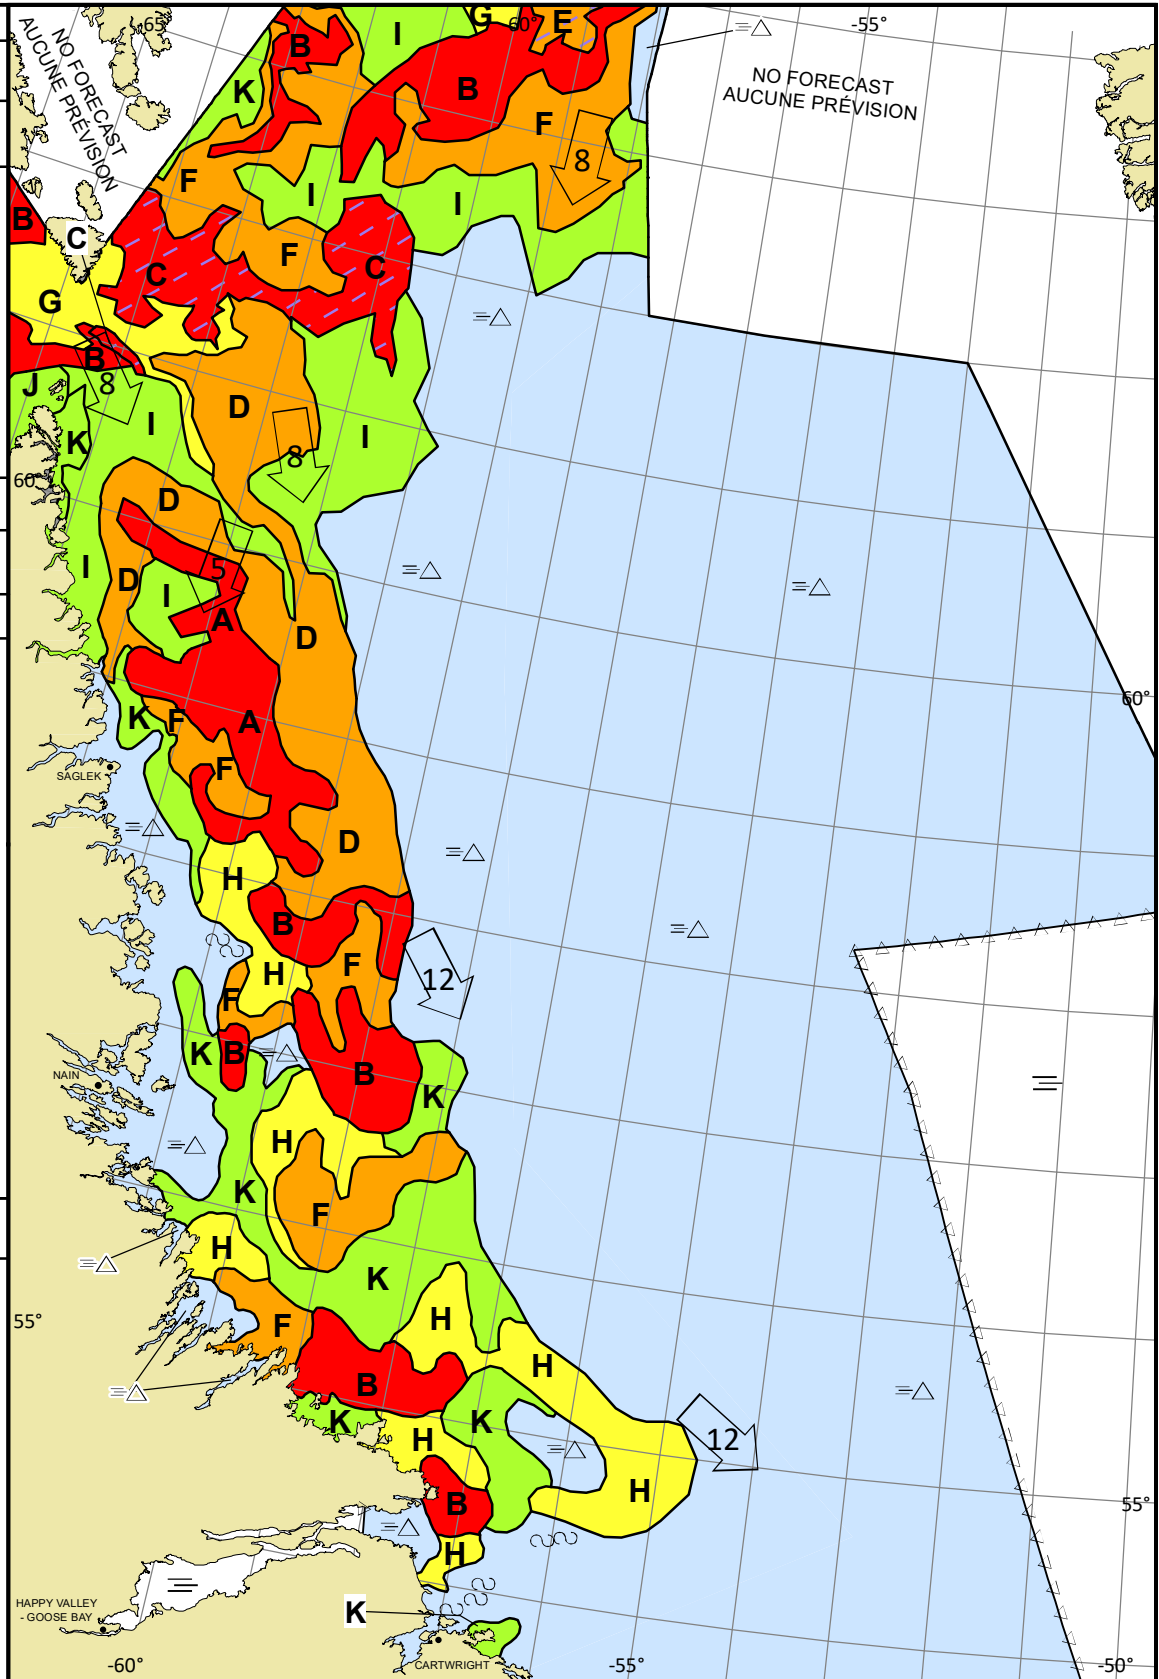 -65°
G
60°
E
-55°
B
I
NO FORECAST
AUCUNE PRÉVISION
NO FORECAST
AUCUNE PRÉVISION
K
B
F
8
F
I
I
B
C
F
C
C
G
B
8
J
D
I
K
I
8
60°
D
5
I
D
I
A
D
60°
K
F
A
F
SAGLEK
D
H
B
F
12
H
F
K
B
B
NAIN
K
H
K
F
H
K
H
55°
F
H
B
K
K
H
12
H
B
55°
H
HAPPY VALLEY
- GOOSE BAY
K
CARTWRIGHT
-60°
-55°
-50°